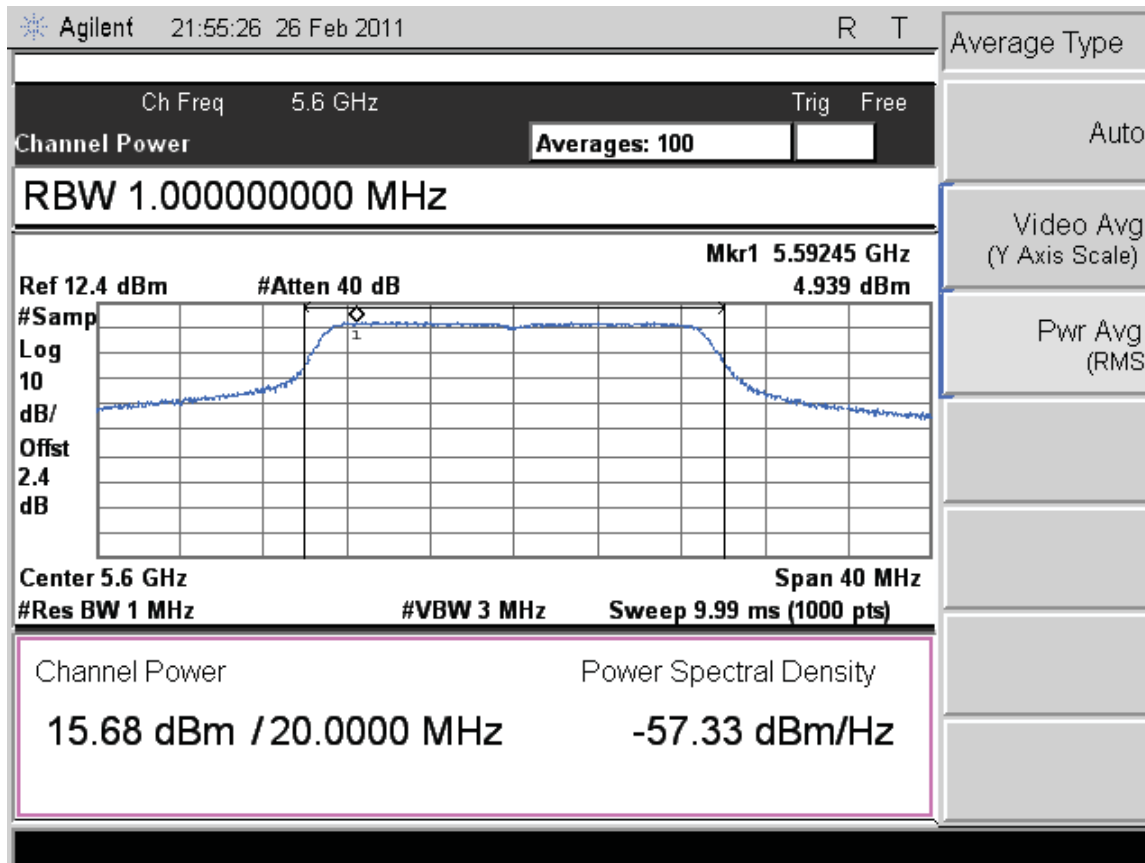 Agilent 21:55:26 26 Feb 2011 R T
Average Type
Ch Freq 5.6 GHz Trig Free
Channel Power Averages: 100
Auto
RBW 1.000000000 MHz
Video Avg
(Y Axis Scale)
Mkr1 5.59245 GHz
Ref 12.4 dBm #Atten 40 dB 4.939 dBm
Pwr Avg
(RMS
#Samp
Log
10
dB/
Offst
2.4
dB
1
Center 5.6 GHz Span 40 MHz
#Res BW 1 MHz #VBW 3 MHz Sweep 9.99 ms (1000 pts)
Channel Power Power Spectral Density
15.68 dBm / 20.0000 MHz -57.33 dBm/Hz